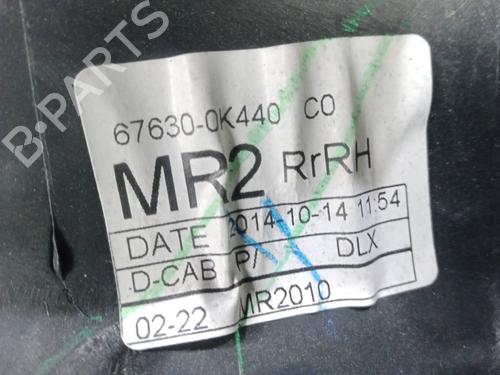 B-PARTS
67630-0K440 C0
MR2 RrRH
DATE 2014-10-14 11:54
D-CAB P/ DLX
02-22 MR2010